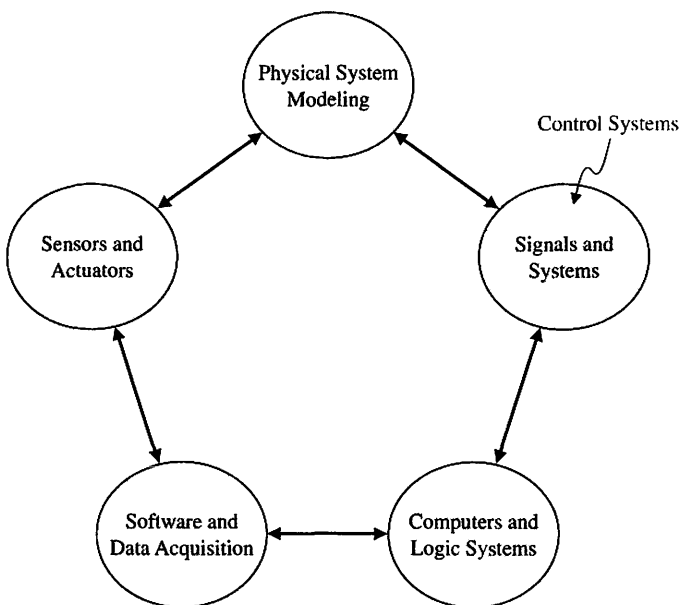 Physical System
Modeling
Control Systems
Sensors and
Actuators
Signals and
Systems
Software and
Data Acquisition
Computers and
Logic Systems